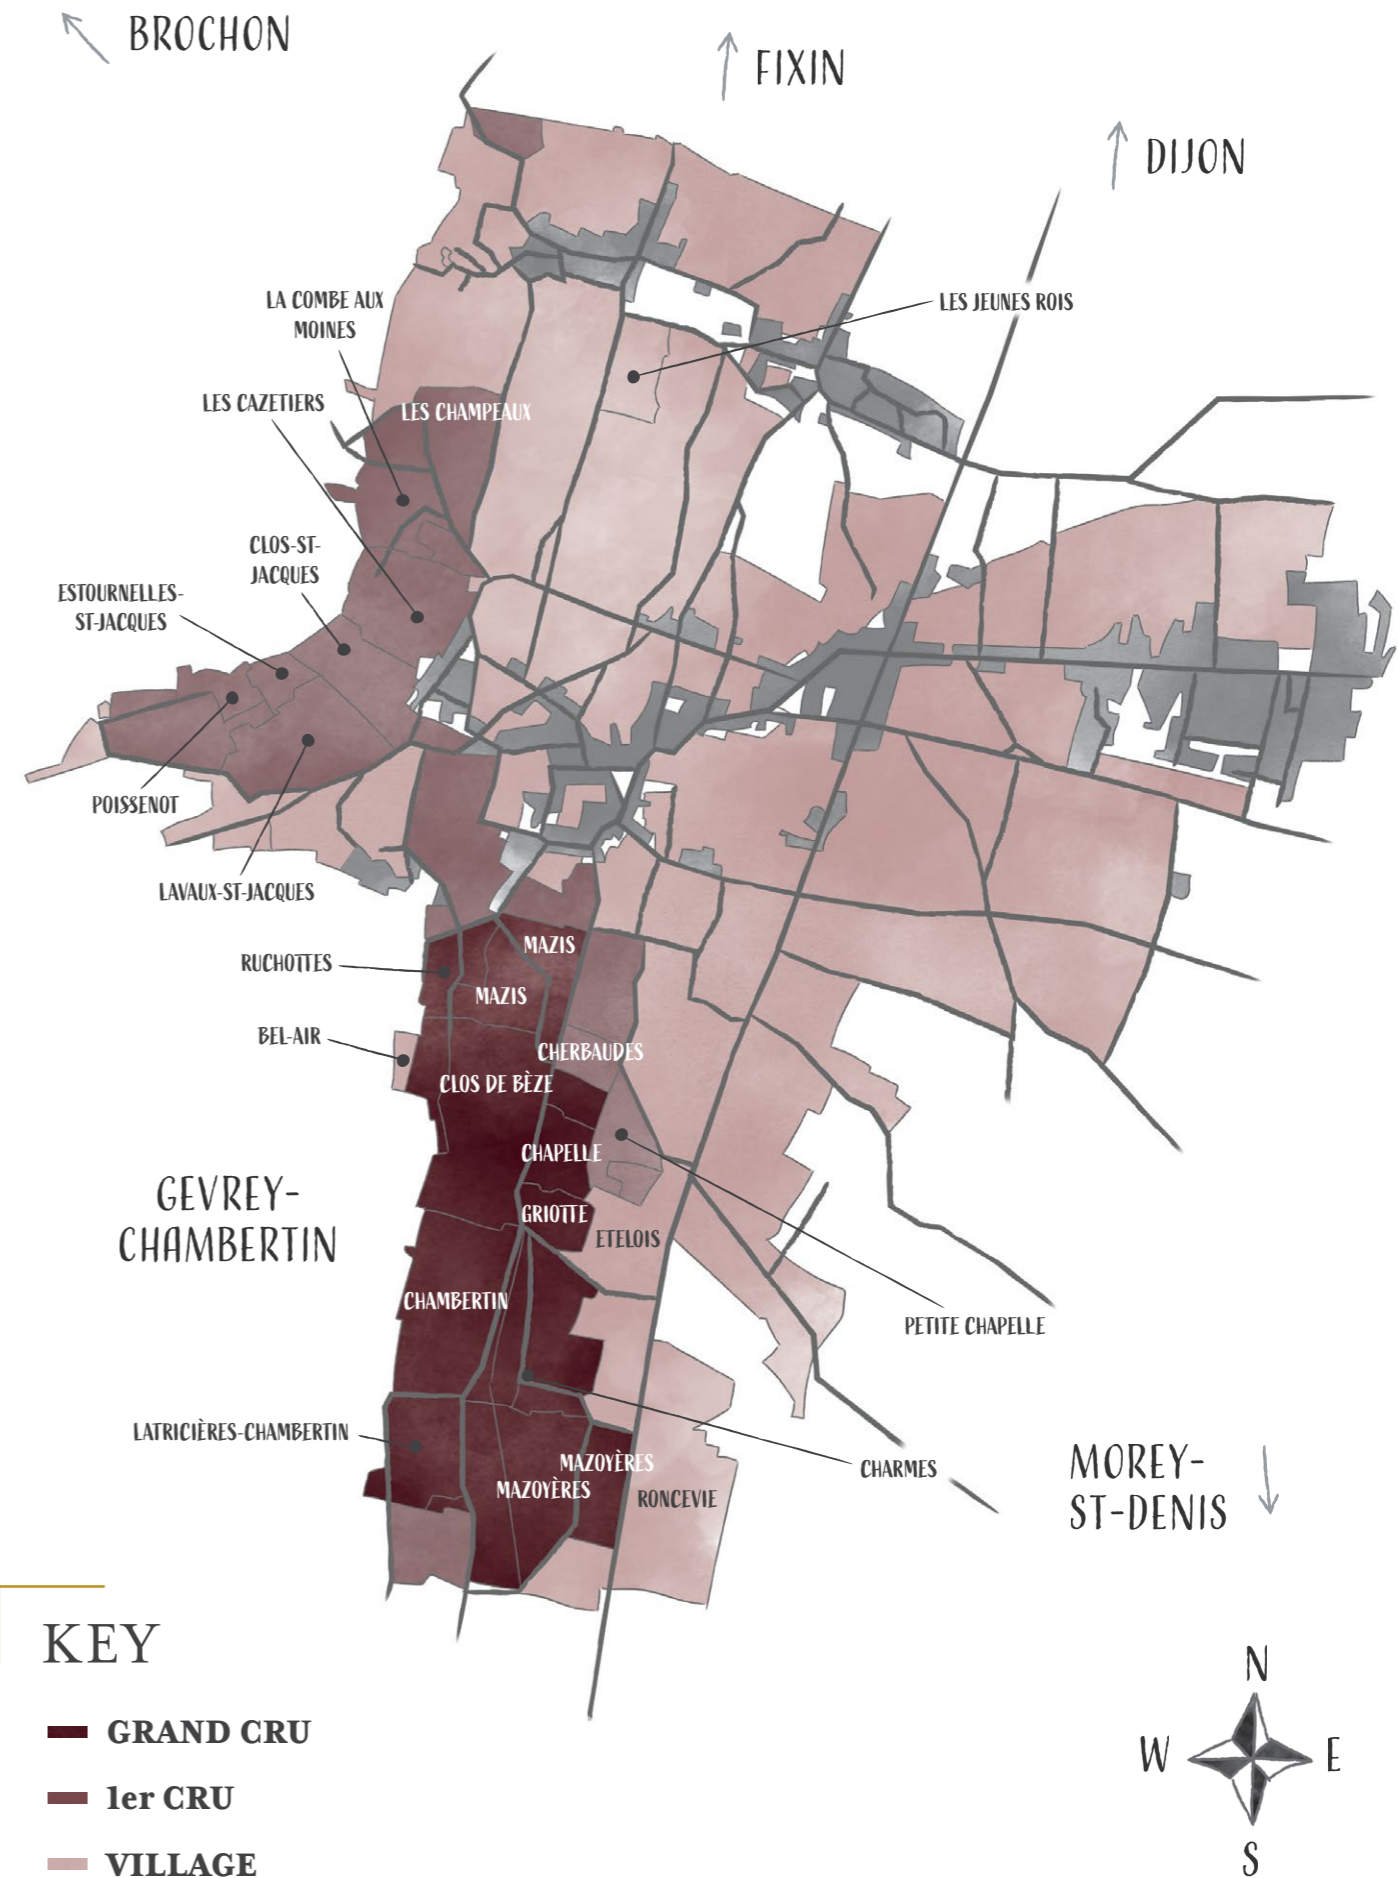 BROCHON
FIXIN
DIJON
LA COMBE AUX
MOINES
LES JEUNES ROIS
LES CAZETIERS
LES CHAMPEAUX
CLOS-ST-
JACQUES
ESTOURNELLES-
ST-JACQUES
POISSENOT
LAVAUX-ST-JACQUES
MAZIS
RUCHOTTES
MAZIS
BEL-AIR
CHERBAUDES
CLOS DE BÈZE
CHAPELLE
GEVREY-
CHAMBERTIN
GRIOTTE
ETELOIS
CHAMBERTIN
PETITE CHAPELLE
LATRICIÈRES-CHAMBERTIN
MAZOYÈRES
CHARMES
MAZOYÈRES
RONCEVIE
MOREY-
ST-DENIS
KEY
GRAND CRU
1er CRU
VILLAGE
N
W
E
S